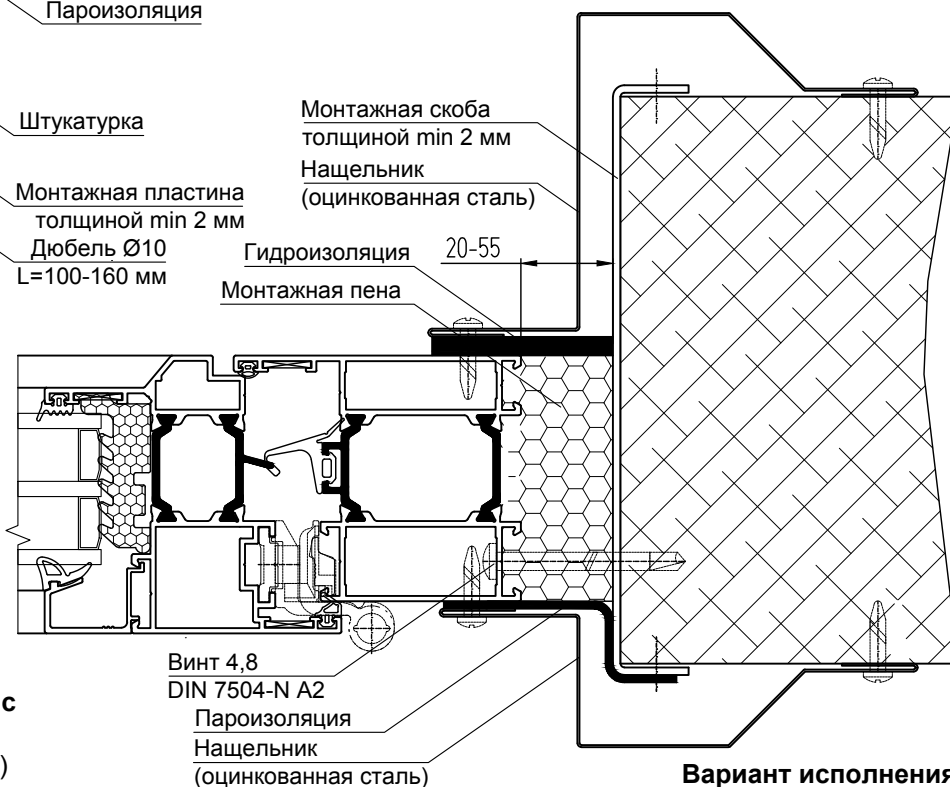 Пароизоляция
Штукатурка
Монтажная пластина
толщиной min 2 мм
Дюбель Ø10
L=100-160 мм
Монтажная скоба
толщиной min 2 мм
Нащельник
(оцинкованная сталь)
Гидроизоляция
20-55
Монтажная пена
Винт 4,8
DIN 7504-N A2
Пароизоляция
Нащельник
(оцинкованная сталь)
с
)
Вариант исполнения